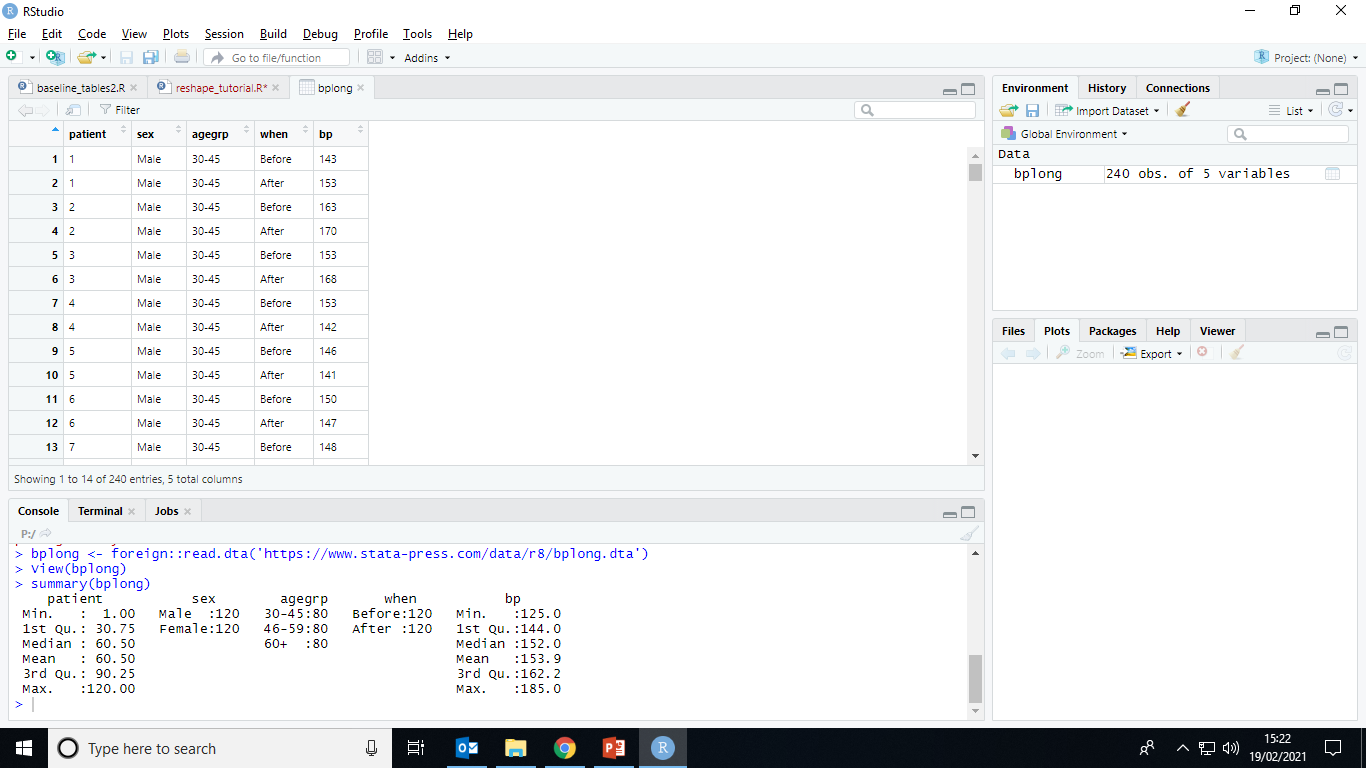 RStudio
File Edit Code View Plots Session Build Debug Profile Tools Help
Go to file/function Addins Project: (None)
baseline_tables2.R reshape_tutorial.R* bplong
Filter
patient sex agegrp when bp
1 1 Male 30-45 Before 143
2 1 Male 30-45 After 153
3 2 Male 30-45 Before 163
4 2 Male 30-45 After 170
5 3 Male 30-45 Before 153
6 3 Male 30-45 After 168
7 4 Male 30-45 Before 153
8 4 Male 30-45 After 142
9 5 Male 30-45 Before 146
10 5 Male 30-45 After 141
11 6 Male 30-45 Before 150
12 6 Male 30-45 After 147
13 7 Male 30-45 Before 148
Showing 1 to 14 of 240 entries, 5 total columns
Console Terminal Jobs
P:/
> bplong <- foreign::read.dta('https://www.stata-press.com/data/r8/bplong.dta')
> View(bplong)
> summary(bplong)
patient sex agegrp when bp
Min. : 1.00 Male :120 30-45:80 Before:120 Min. :125.0
1st Qu.: 30.75 Female:120 46-59:80 After :120 1st Qu.:144.0
Median : 60.50 60+ :80 Median :152.0
Mean : 60.50 Mean :153.9
3rd Qu.: 90.25 3rd Qu.:162.2
Max. :120.00 Max. :185.0
>
Environment History Connections
Import Dataset List
Global Environment
Data
bplong 240 obs. of 5 variables
Files Plots Packages Help Viewer
Zoom Export
Type here to search
15:22
19/02/2021